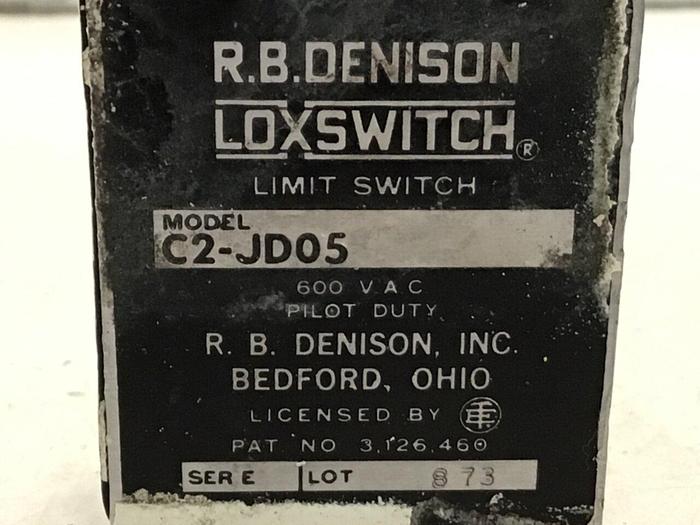 R.B. DENISON
LOXSWITCH®
LIMIT SWITCH
MODEL
C2-JD05
600 VAC
PILOT DUTY
R. B. DENISON, INC.
BEDFORD, OHIO
LICENSED BY
PAT NO 3,126,460
SER E LOT 873